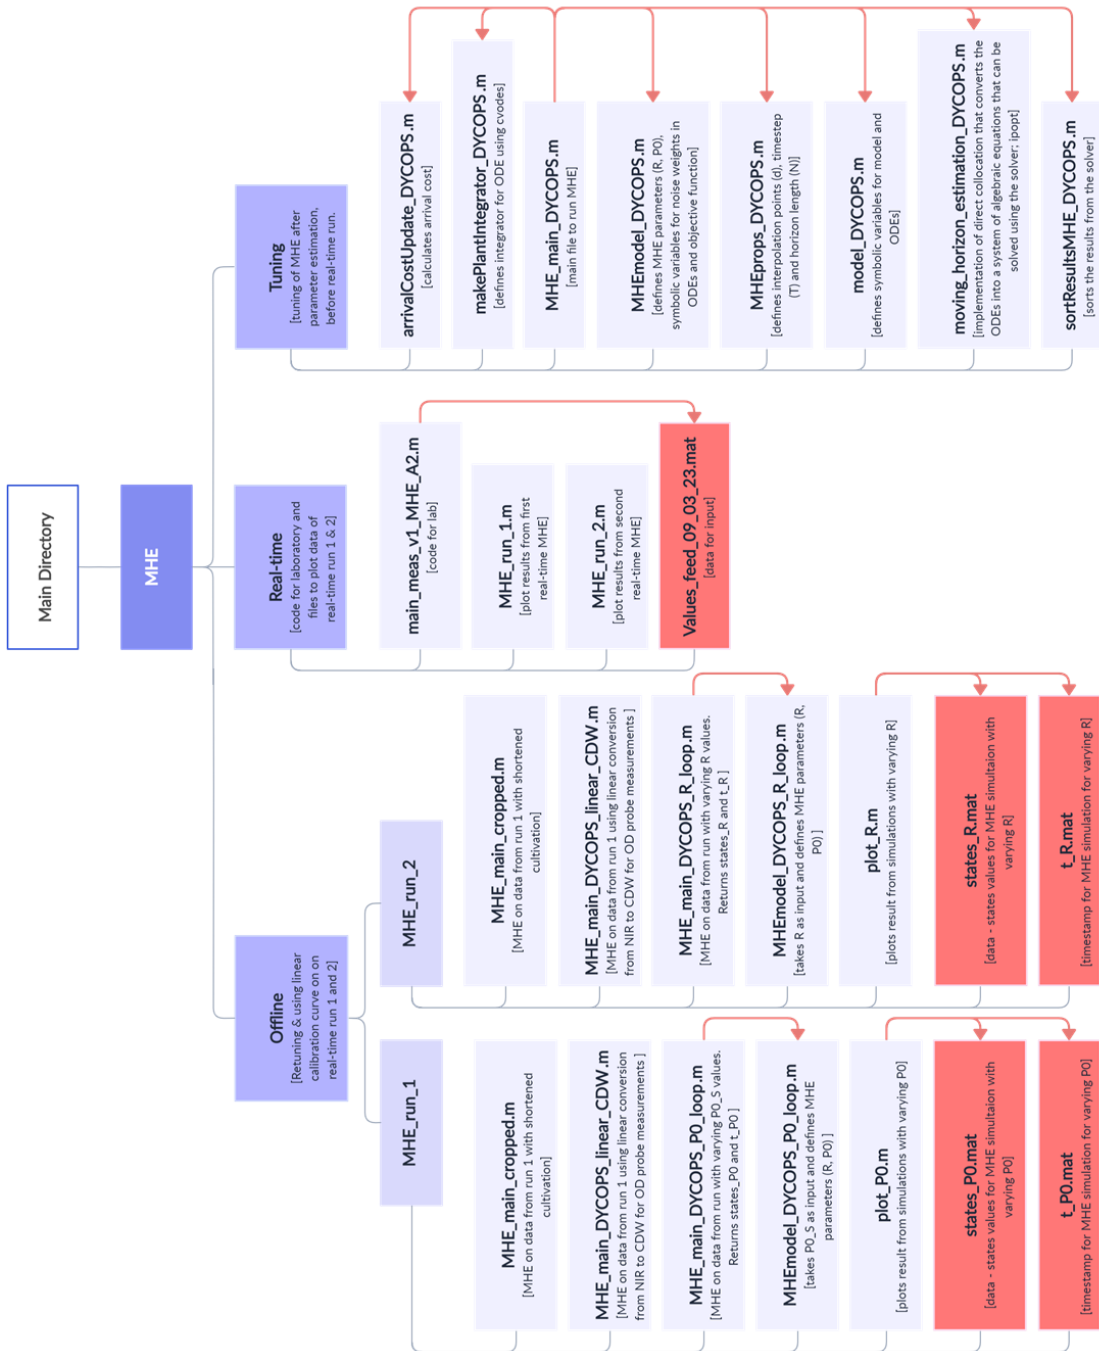 Main Directory
MHE
Offline
[Retuning & using linear
calibration curve on on
real-time run 1 and 2]
MHE_run_1
MHE_main_cropped.m
[MHE on data from run 1 with shortened
cultivation]
MHE_main_DYCOPS_linear_CDW.m
[MHE on data from run 1 using linear conversion
from NIR to CDW for OD probe measurements ]
MHE_main_DYCOPS_P0_loop.m
[MHE on data from run with varying P0_S values.
Returns states_P0 and t_P0 ]
MHEmodel_DYCOPS_P0_loop.m
[takes P0_S as input and defines MHE
parameters (R, P0) ]
plot_P0.m
[plots result from simulations with varying P0]
states_P0.mat
[data - states values for MHE simultaion with
varying P0]
t_P0.mat
[timestamp for MHE simulation for varying P0]
MHE_run_2
MHE_main_cropped.m
[MHE on data from run 1 with shortened
cultivation]
MHE_main_DYCOPS_linear_CDW.m
[MHE on data from run 1 using linear conversion
from NIR to CDW for OD probe measurements ]
MHE_main_DYCOPS_R_loop.m
[MHE on data from run with varying R values.
Returns states_R and t_R ]
MHEmodel_DYCOPS_R_loop.m
[takes R as input and defines MHE parameters (R,
P0) ]
plot_R.m
[plots result from simulations with varying R]
states_R.mat
[data - states values for MHE simultaion with
varying R]
t_R.mat
[timestamp for MHE simulation for varying R]
Real-time
[code for laboratory and
files to plot data of
real-time run 1 & 2]
main_meas_v1_MHE_A2.m
[code for lab]
MHE_run_1.m
[plot results from first
real-time MHE]
MHE_run_2.m
[plot results from second
real-time MHE]
Values_feed_09_03_23.mat
[data for input]
Tuning
[tuning of MHE after
parameter estimation,
before real-time run.
arrivalCostUpdate_DYCOPS.m
[calculates arrival cost]
makePlantIntegrator_DYCOPS.m
[defines integrator for ODE using cvodes]
MHE_main_DYCOPS.m
[main file to run MHE]
MHEmodel_DYCOPS.m
[defines MHE parameters (R, P0),
symbolic variables for noise weights in
ODEs and objective function]
MHEprops_DYCOPS.m
[defines interpolation points (d), timestep
(T) and horizon length (N)]
model_DYCOPS.m
[defines symbolic variables for model and
ODEs]
moving_horizon_estimation_DYCOPS.m
[implementation of direct collocation that converts the
ODEs into a system of algebraic equations that can be
solved using the solver; ipopt]
sortResultsMHE_DYCOPS.m
[sorts the results from the solver]